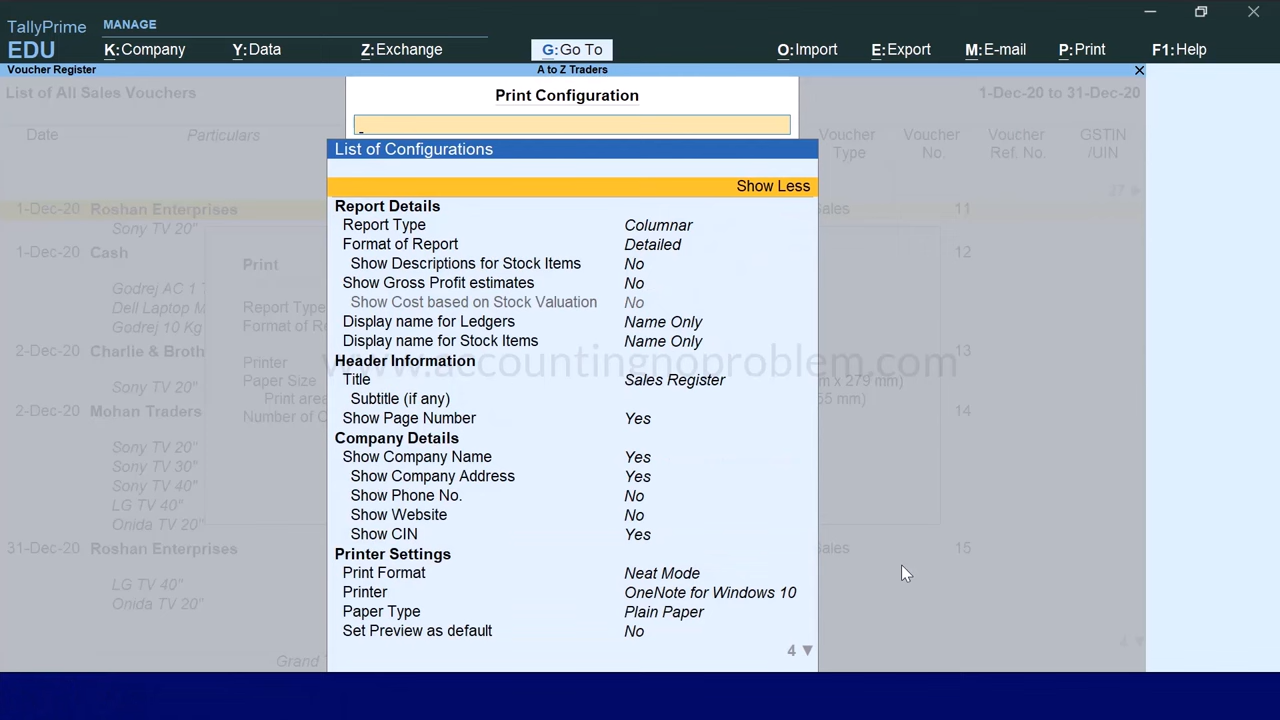 TallyPrime
EDU
MANAGE
K:Company
Y:Data
Z:Exchange
G:Go To
O:Import
E:Export
M:E-mail
P:Print
F1:Help
Voucher Register
A to Z Traders
List of All Sales Vouchers
1-Dec-20 to 31-Dec-20
Date
Particulars
Voucher
Type
Voucher
No.
Voucher
Ref. No.
GSTIN
/UIN
1-Dec-20 Roshan Enterprises 11
Sony TV 20"
1-Dec-20 Cash 12
Godrej AC 1
Dell Laptop M
Godrej 10 Kg
2-Dec-20 Charlie & Broth 13
Sony TV 20"
2-Dec-20 Mohan Traders 14
Sony TV 20"
Sony TV 30"
Sony TV 40"
LG TV 40"
Onida TV 20"
31-Dec-20 Roshan Enterprises 15
LG TV 40"
Onida TV 20"
Grand
Print
Report Type
Format of Re
Printer
Paper Size
Print area
Number of C
x 279 mm)
Print Configuration
List of Configurations
Show Less
Report Details
Report Type Columnar
Format of Report Detailed
Show Descriptions for Stock Items No
Show Gross Profit estimates No
Show Cost based on Stock Valuation No
Display name for Ledgers Name Only
Display name for Stock Items Name Only
Header Information
Title Sales Register
Subtitle (if any)
Show Page Number Yes
Company Details
Show Company Name Yes
Show Company Address Yes
Show Phone No. No
Show Website No
Show CIN Yes
Printer Settings
Print Format Neat Mode
Printer OneNote for Windows 10
Paper Type Plain Paper
Set Preview as default No
4 ▼
www.accountingnoproblem.com